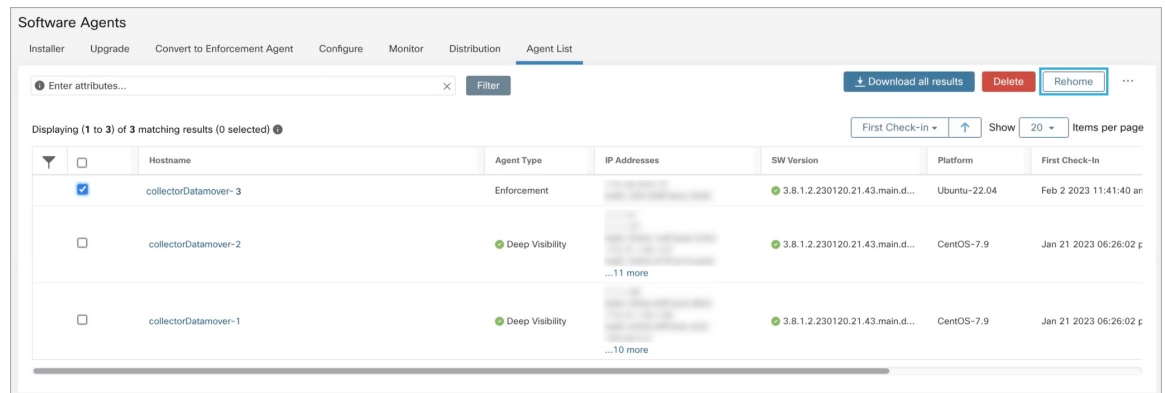 Software Agents
Installer Upgrade Convert to Enforcement Agent Configure Monitor Distribution Agent List
Enter attributes... × Filter Download all results Delete Rehome ...
Displaying (1 to 3) of 3 matching results (0 selected) First Check-in Show 20 Items per page
Hostname Agent Type IP Addresses SW Version Platform First Check-In
collectorDatamover- 3 Enforcement 3.8.1.2.230120.21.43.main.d... Ubuntu-22.04 Feb 2 2023 11:41:40 an
collectorDatamover-2 Deep Visibility 3.8.1.2.230120.21.43.main.d... CentOS-7.9 Jan 21 2023 06:26:02 p
...11 more
collectorDatamover-1 Deep Visibility 3.8.1.2.230120.21.43.main.d... CentOS-7.9 Jan 21 2023 06:26:02 p
...10 more